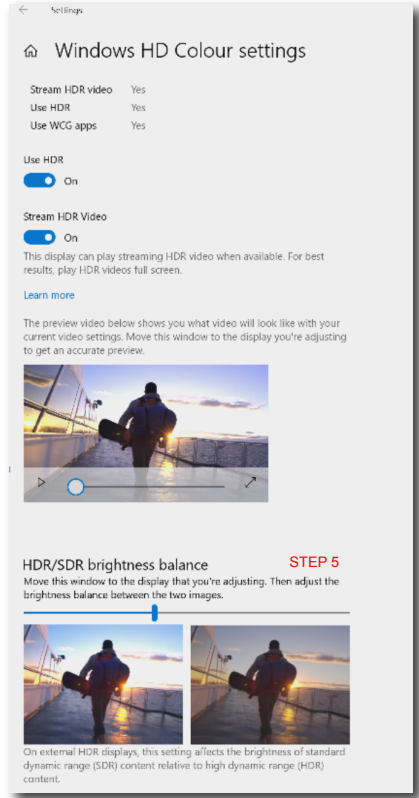 Settings
Windows HD Colour settings
Stream HDR video Yes
Use HDR Yes
Use WCG apps Yes
Use HDR
On
Stream HDR Video
On
This display can play streaming HDR video when available. For best
results, play HDR videos full screen.
Learn more
The preview video below shows you what video will look like with your
current video settings. Move this window to the display you're adjusting
to get an accurate preview.
HDR/SDR brightness balance STEP 5
Move this window to the display that you're adjusting. Then adjust the
brightness balance between the two images.
On external HDR displays, this setting affects the brightness of standard
dynamic range (SDR) content relative to high dynamic range (HDR)
content.